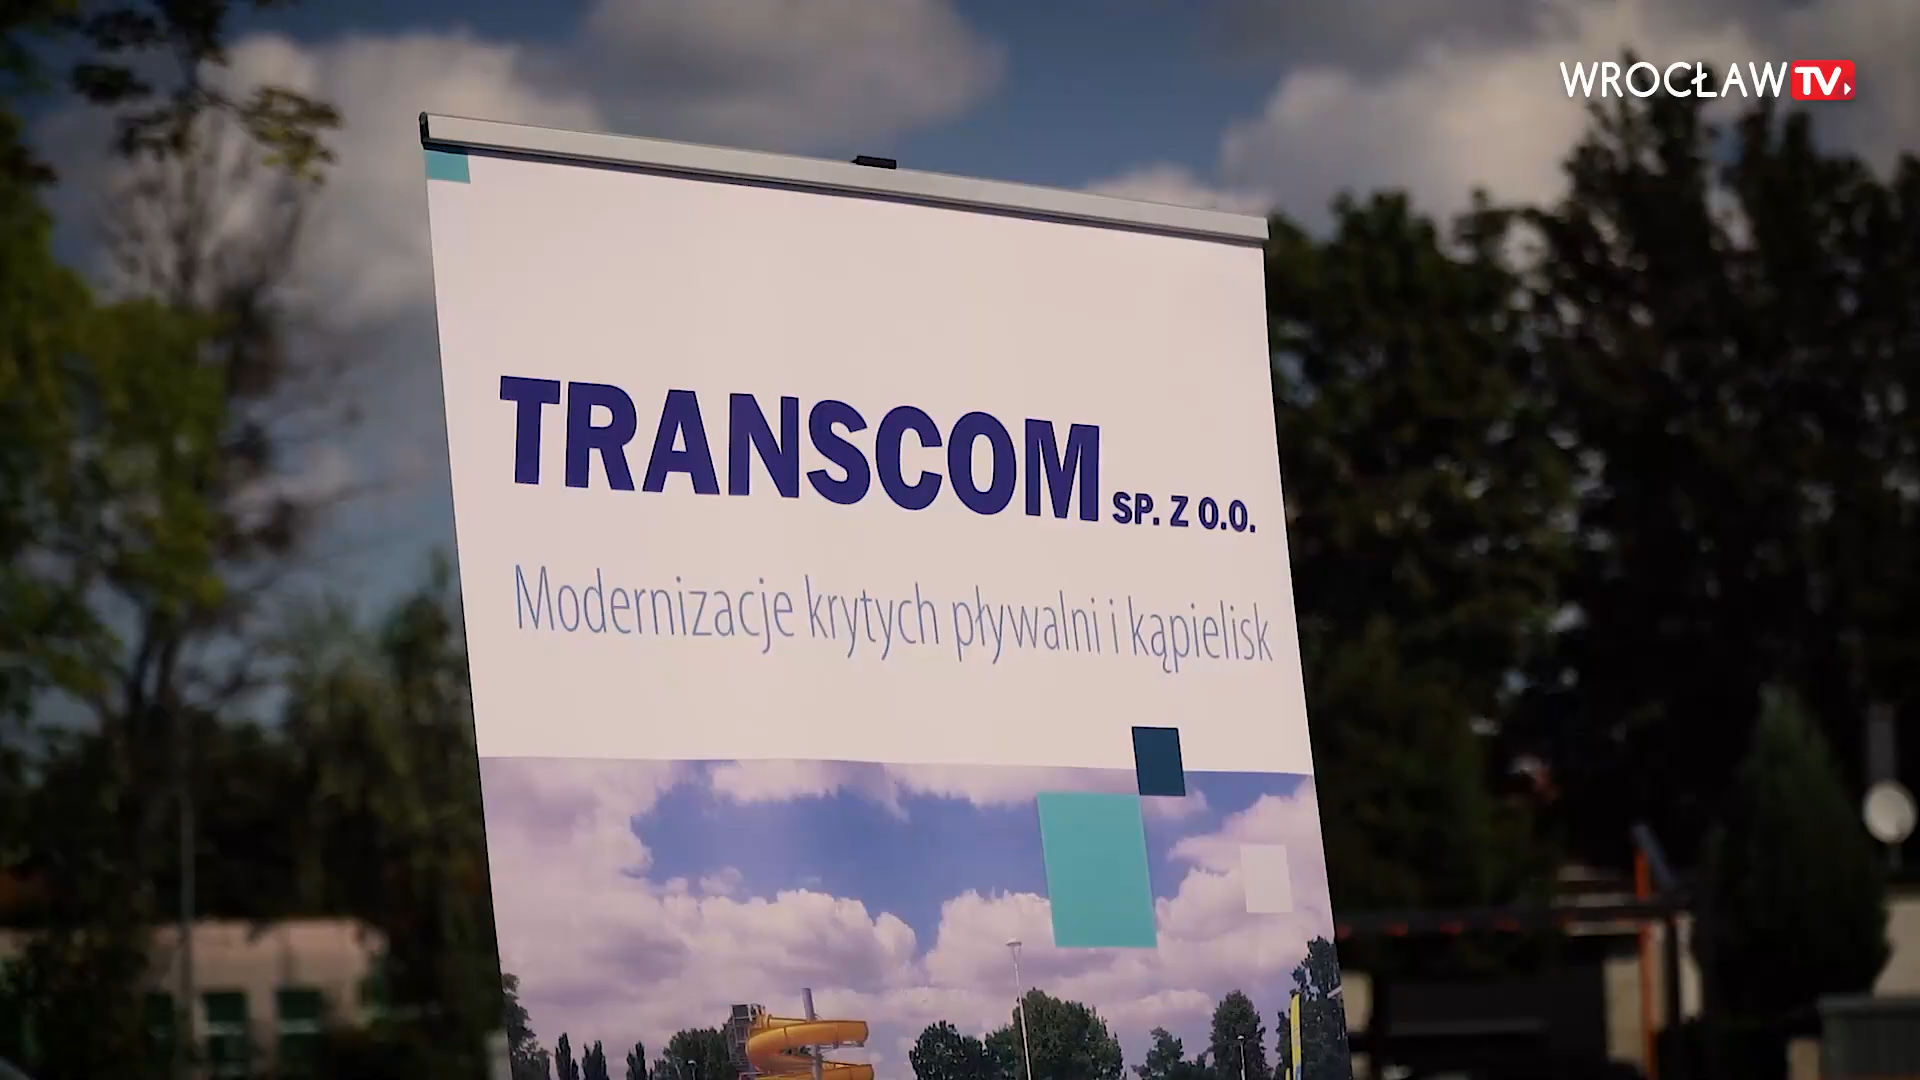 WROCŁAW TV
TRANSCOM SP. Z O.O.
Modernizacje krytych pływalni i kąpielisk